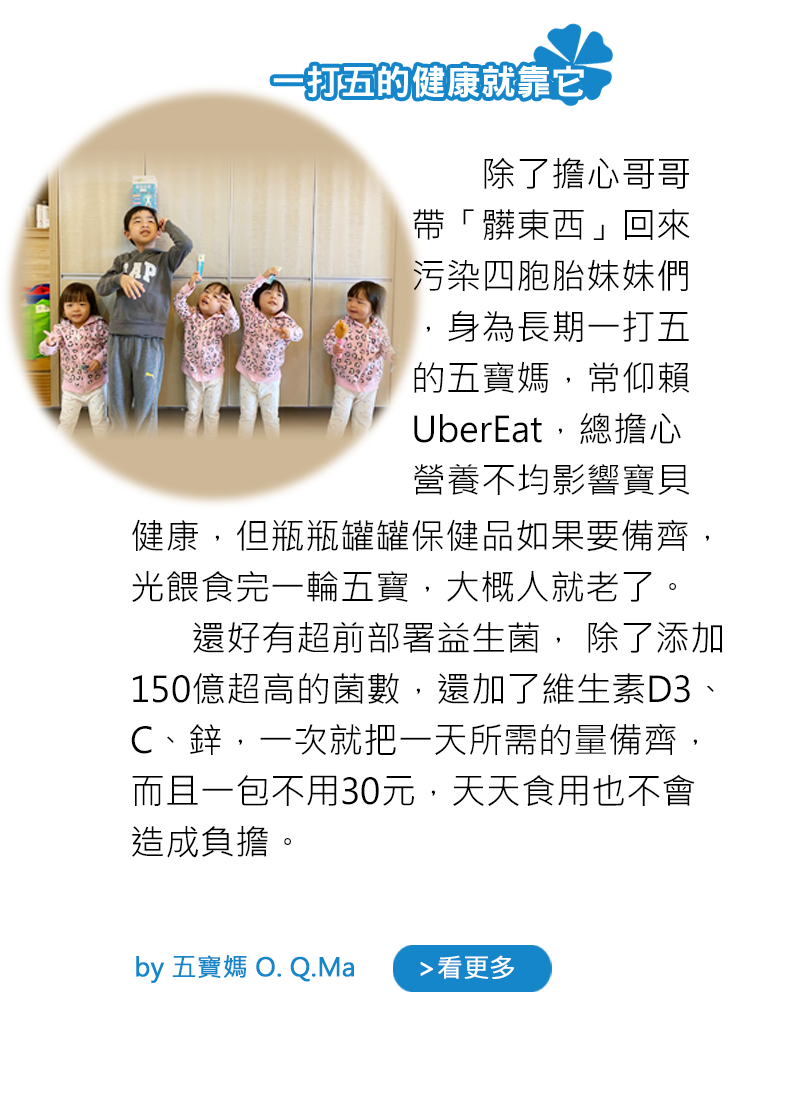 一打五的健康就靠它
除了擔心哥哥
帶「髒東西」回來
污染四胞胎妹妹們
，身為長期一打五
的五寶媽，常仰賴
UberEat，總擔心
營養不均影響寶貝
健康，但瓶瓶罐罐保健品如果要備齊，
光餵食完一輪五寶，大概人就老了。
還好有超前部署益生菌， 除了添加
150億超高的菌數，還加了維生素D3、
C、鋅，一次就把一天所需的量備齊，
而且一包不用30元，天天食用也不會
造成負擔。
by 五寶媽 O. Q.Ma
>看更多
GAP